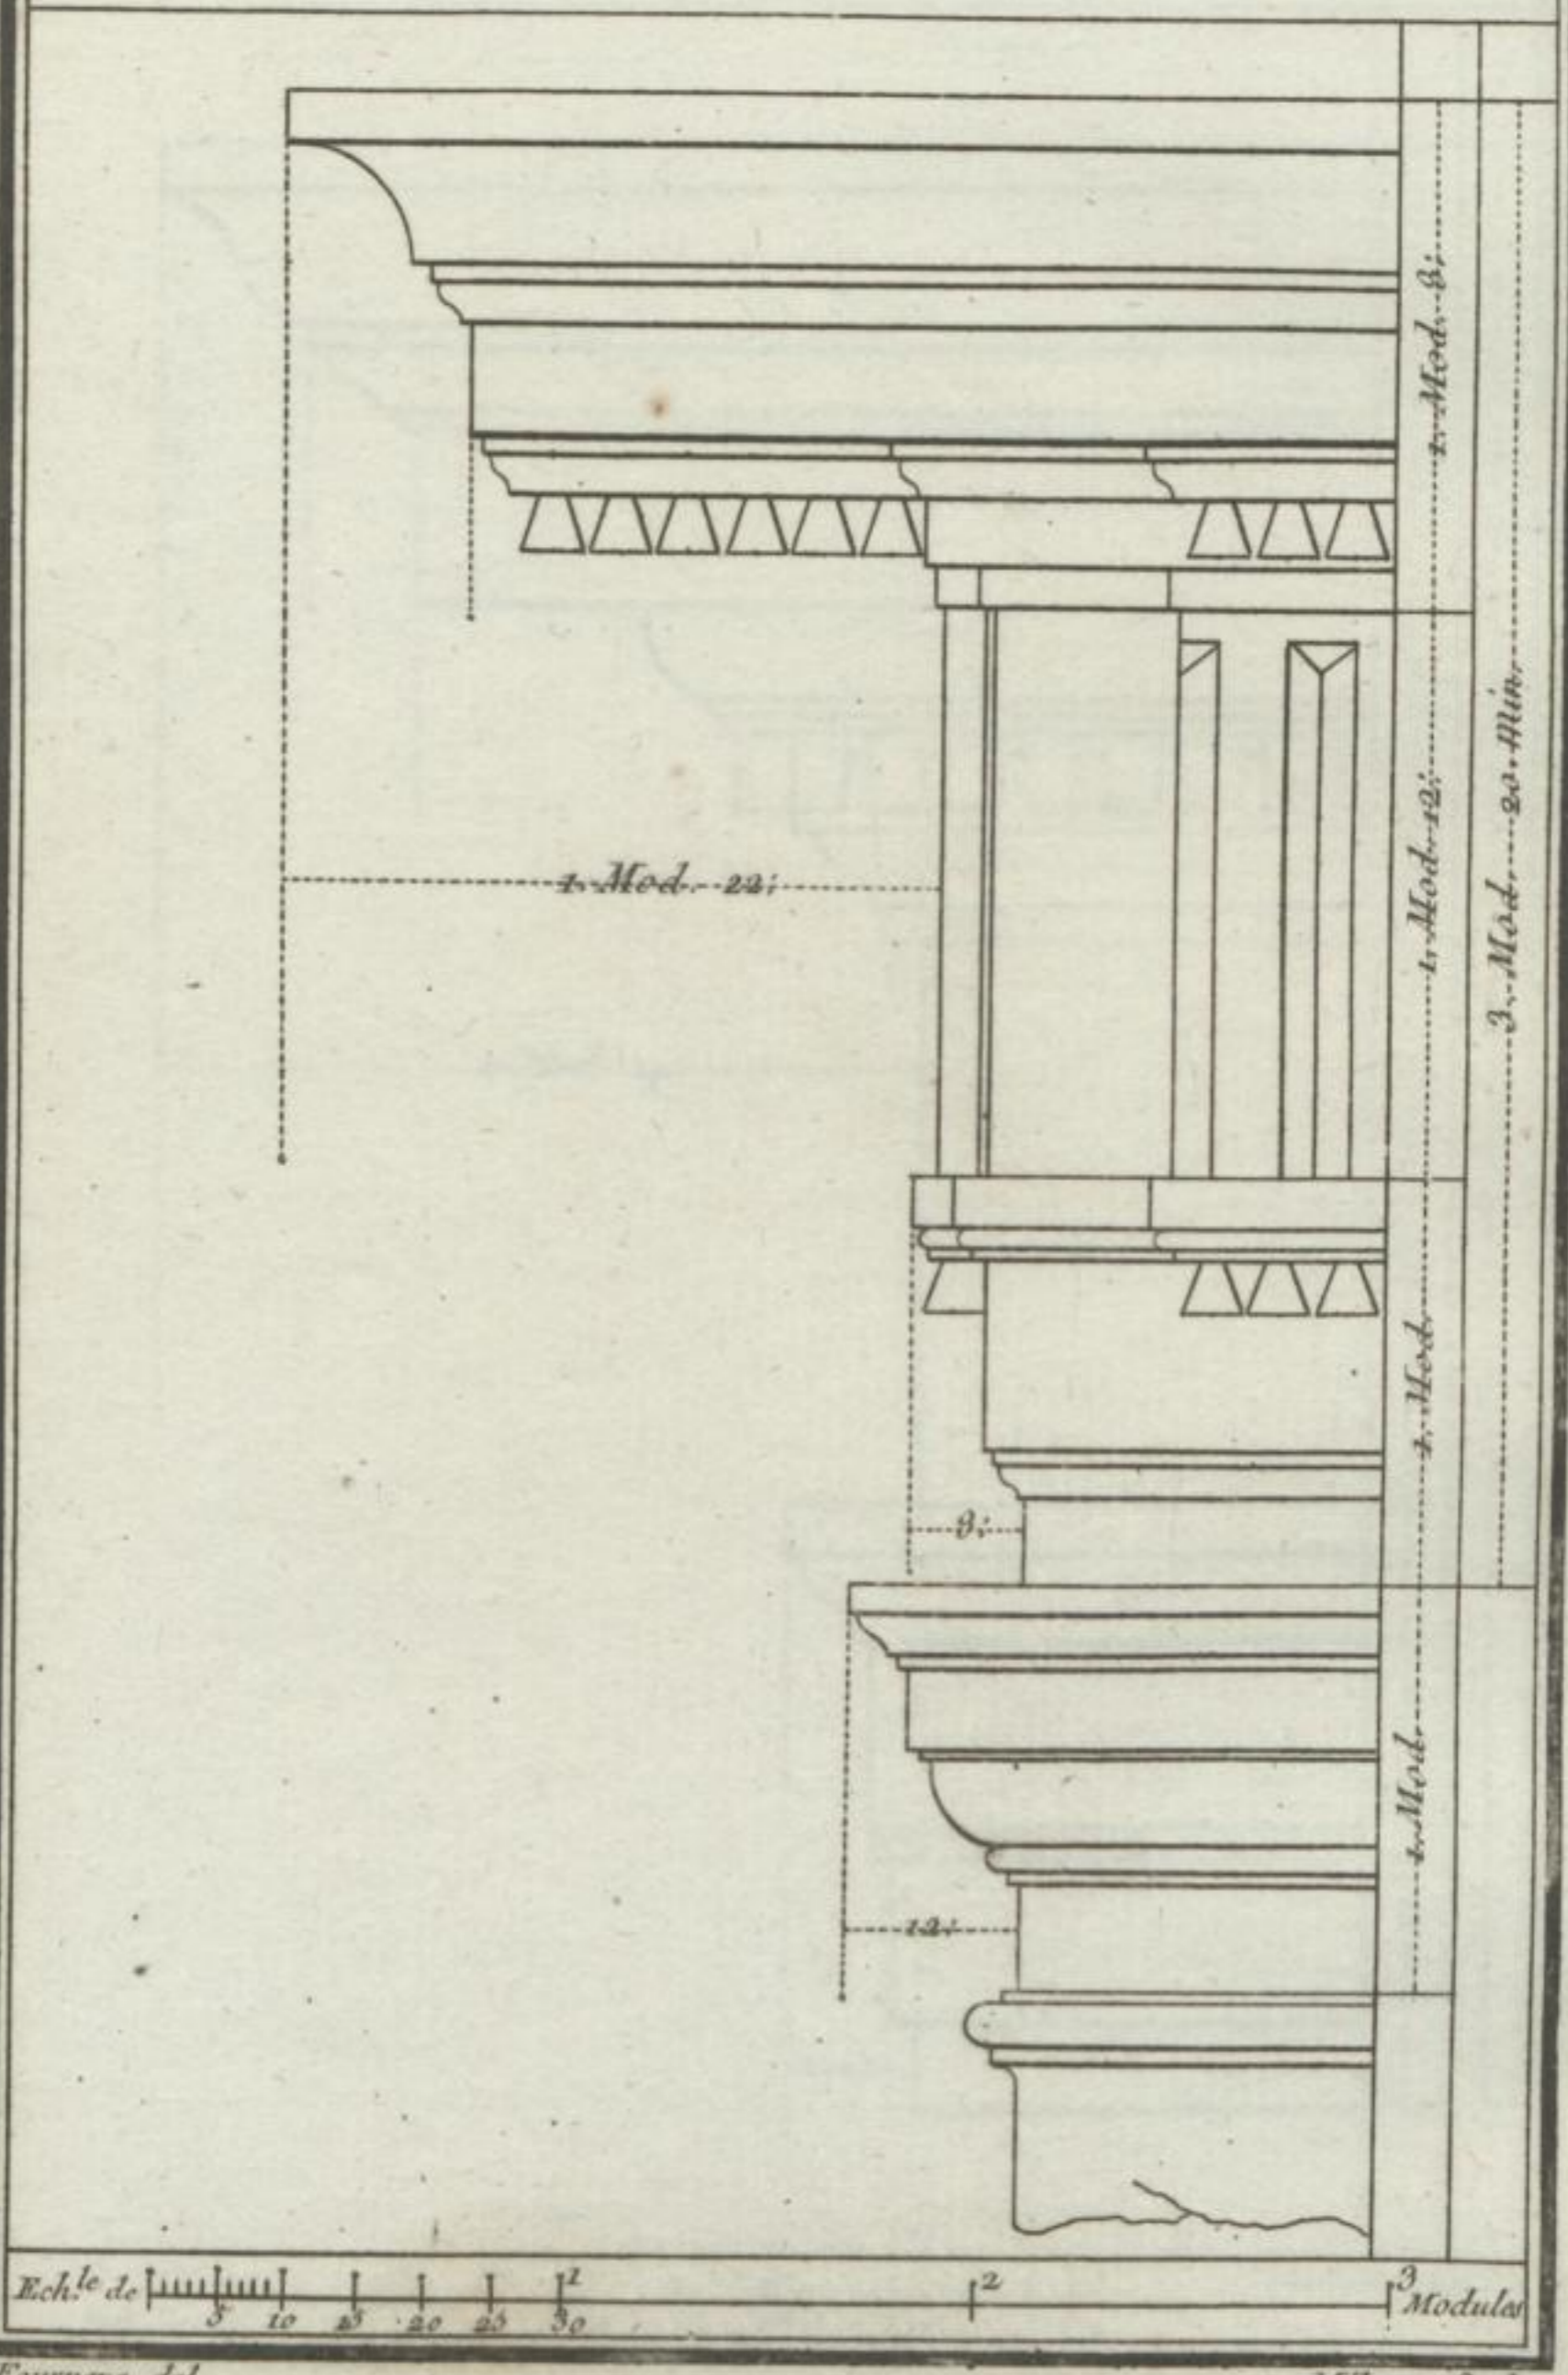 1. Mod. 8:
1. Mod. 12:
3. Mod. 20. Min.
1. Mod. 22:
1. Mod.
8:
1. Mod.
12:
Ech.le de 1 2 3 Modules
5 10 15 20 25 30